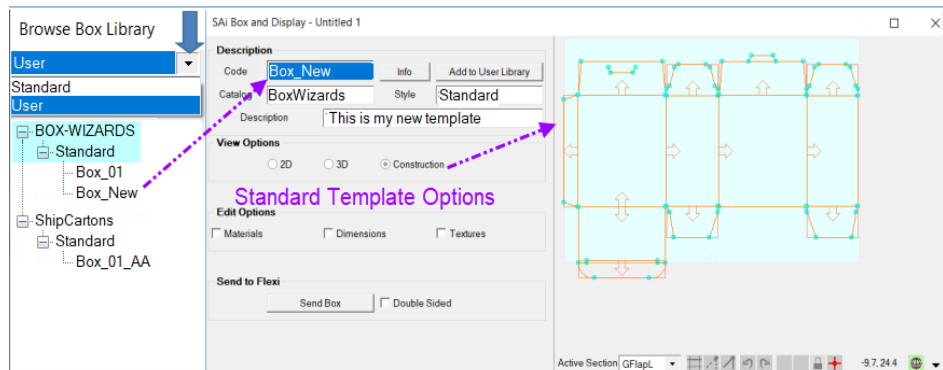 Browse Box Library
User
Standard
User
BOX-WIZARDS
Standard
Box_01
Box_New
ShipCartons
Standard
Box_01_AA
SAi Box and Display - Untitled 1
Description
Code Box_New Info Add to User Library
Catalog BoxWizards Style Standard
Description This is my new template
View Options
2D 3D Construction
Standard Template Options
Edit Options
Materials Dimensions Textures
Send to Flexi
Send Box Double Sided
Active Section GFlapL -9.7, 24.4